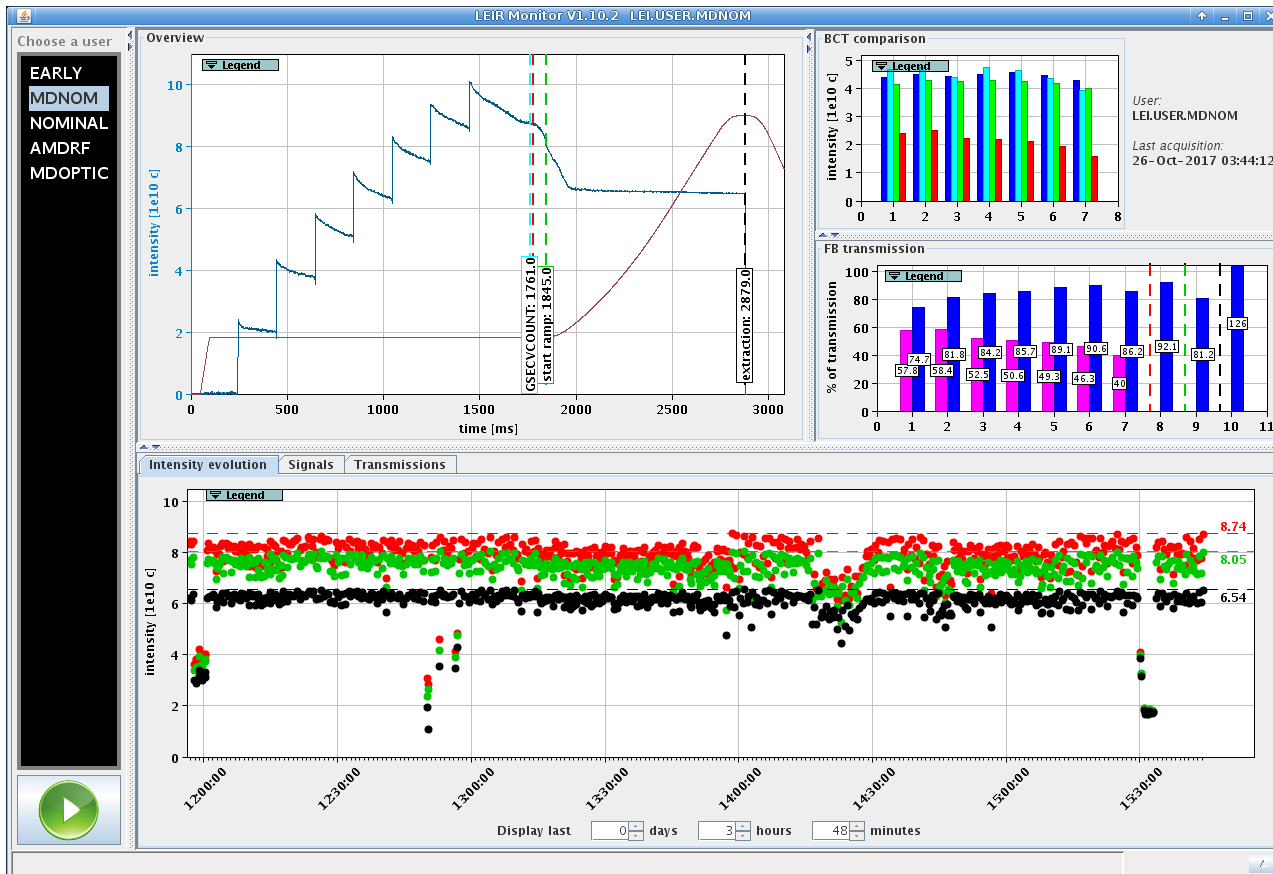 LEIR Monitor V1.10.2 LEI.USER.MDNOM
Choose a user
EARLY
MDNOM
NOMINAL
AMDRF
MDOPTIC
Overview
Legend
intensity [1e10 c]
10
8
6
4
2
0
GSECVCOUNT: 1761.0
start ramp: 1845.0
extraction: 2879.0
0 500 1000 1500 2000 2500 3000
time [ms]
BCT comparison
Legend
intensity [1e10 c]
5
4
3
2
1
0
0 1 2 3 4 5 6 7 8
User:
LEI.USER.MDNOM
Last acquisition:
26-Oct-2017 03:44:12
FB transmission
Legend
% of transmission
100
80
60
40
20
0
57.8 74.7 58.4 81.8 52.5 84.2 50.6 85.7 49.3 89.1 46.3 90.6 40 86.2 92.1 81.2 126
0 1 2 3 4 5 6 7 8 9 10 11
Intensity evolution Signals Transmissions
Legend
intensity [1e10 c]
10
8
6
4
2
0
8.74
8.05
6.54
12:00:00 12:30:00 13:00:00 13:30:00 14:00:00 14:30:00 15:00:00 15:30:00
Display last 0 days 3 hours 48 minutes